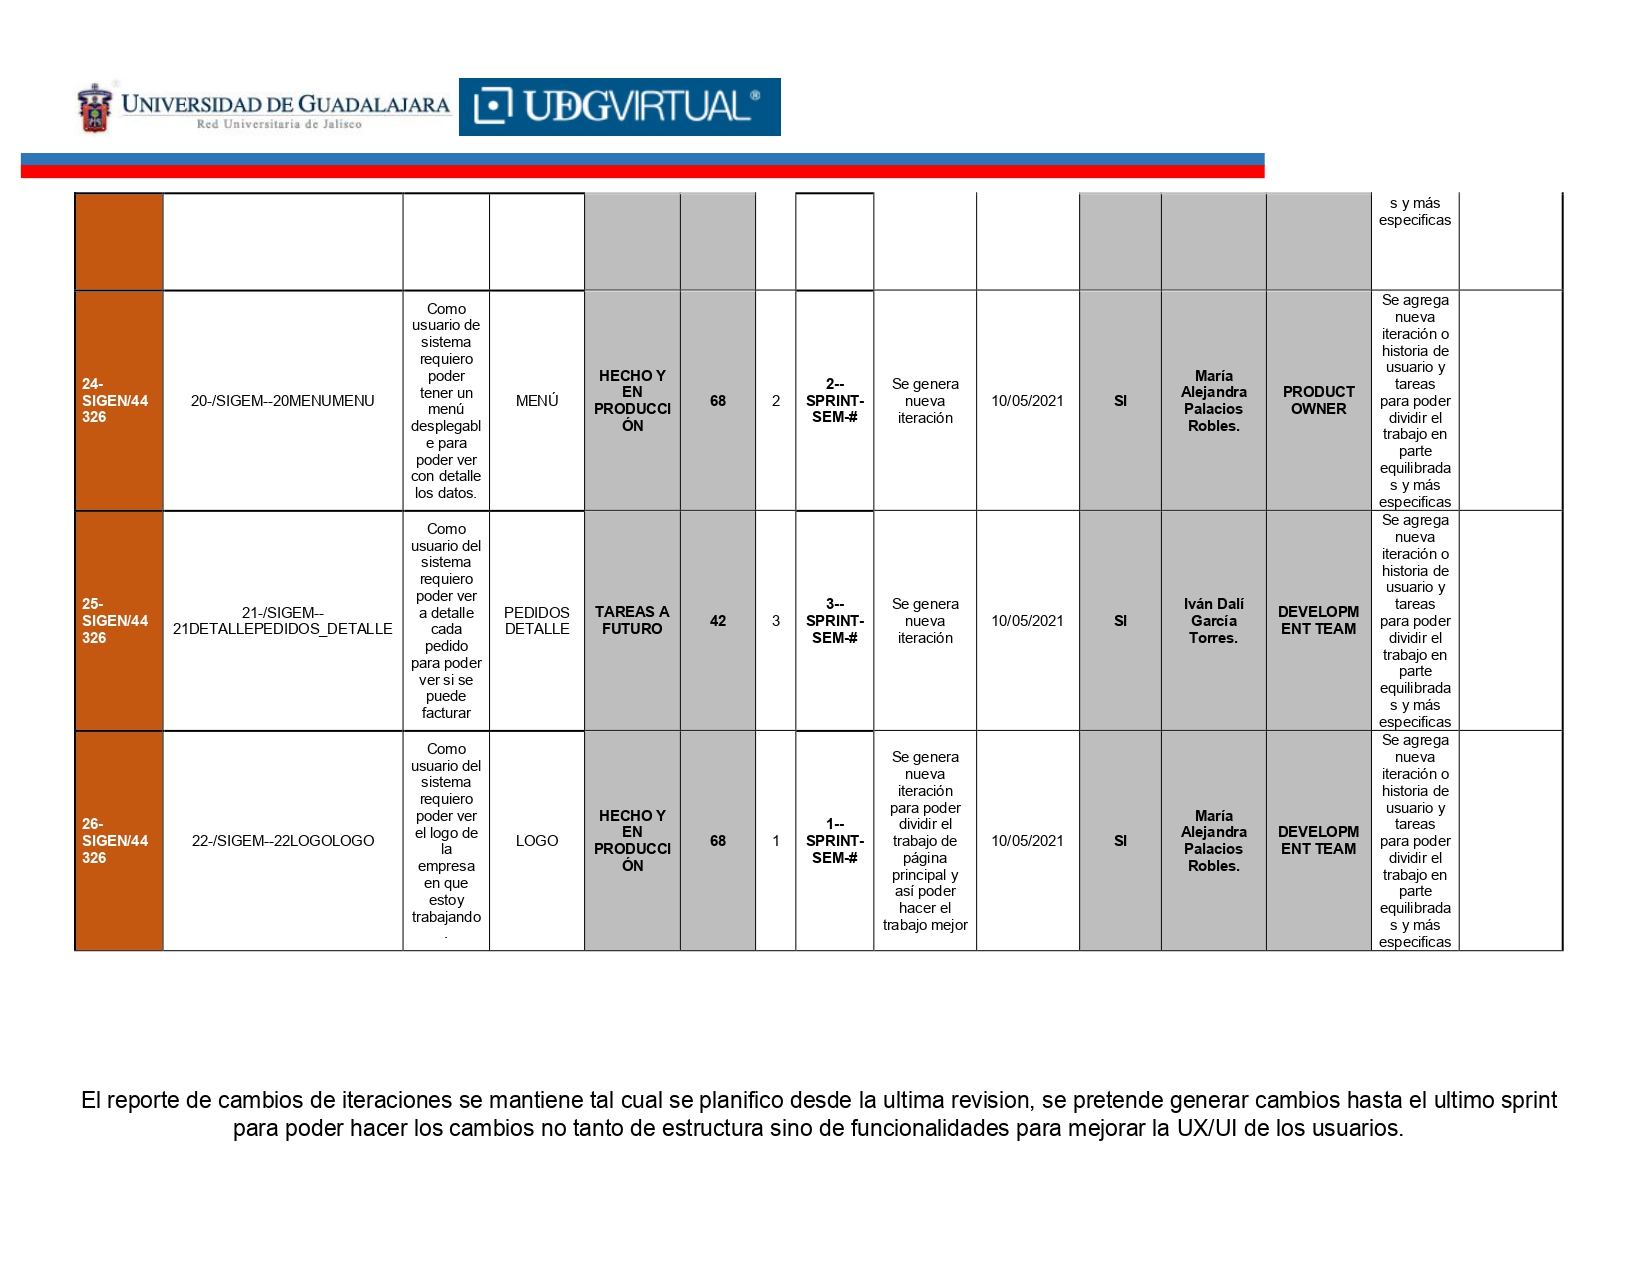 UNIVERSIDAD DE GUADALAJARA
Red Universitaria de Jalisco
UDGVIRTUAL®
s y más
especificas
24-
SIGEN/44
326
20-/SIGEM--20MENUMENU
Como
usuario de
sistema
requiero
poder
tener un
menú
desplegabl
e para
poder ver
con detalle
los datos.
MENÚ
HECHO Y
EN
PRODUCCI
ÓN
68
2
2--
SPRINT-
SEM-#
Se genera
nueva
iteración
10/05/2021
SI
María
Alejandra
Palacios
Robles.
PRODUCT
OWNER
Se agrega
nueva
iteración o
historia de
usuario y
tareas
para poder
dividir el
trabajo en
parte
equilibrada
s y más
especificas
25-
SIGEN/44
326
21-/SIGEM--
21DETALLEPEDIDOS_DETALLE
Como
usuario del
sistema
requiero
poder ver
a detalle
cada
pedido
para poder
ver si se
puede
facturar
PEDIDOS
DETALLE
TAREAS A
FUTURO
42
3
3--
SPRINT-
SEM-#
Se genera
nueva
iteración
10/05/2021
SI
Iván Dalí
García
Torres.
DEVELOPM
ENT TEAM
Se agrega
nueva
iteración o
historia de
usuario y
tareas
para poder
dividir el
trabajo en
parte
equilibrada
s y más
especificas
26-
SIGEN/44
326
22-/SIGEM--22LOGOLOGO
Como
usuario del
sistema
requiero
poder ver
el logo de
la
empresa
en que
estoy
trabajando
.
LOGO
HECHO Y
EN
PRODUCCI
ÓN
68
1
1--
SPRINT-
SEM-#
Se genera
nueva
iteración
para poder
dividir el
trabajo de
página
principal y
así poder
hacer el
trabajo mejor
10/05/2021
SI
María
Alejandra
Palacios
Robles.
DEVELOPM
ENT TEAM
Se agrega
nueva
iteración o
historia de
usuario y
tareas
para poder
dividir el
trabajo en
parte
equilibrada
s y más
especificas
El reporte de cambios de iteraciones se mantiene tal cual se planifico desde la ultima revision, se pretende generar cambios hasta el ultimo sprint
para poder hacer los cambios no tanto de estructura sino de funcionalidades para mejorar la UX/UI de los usuarios.